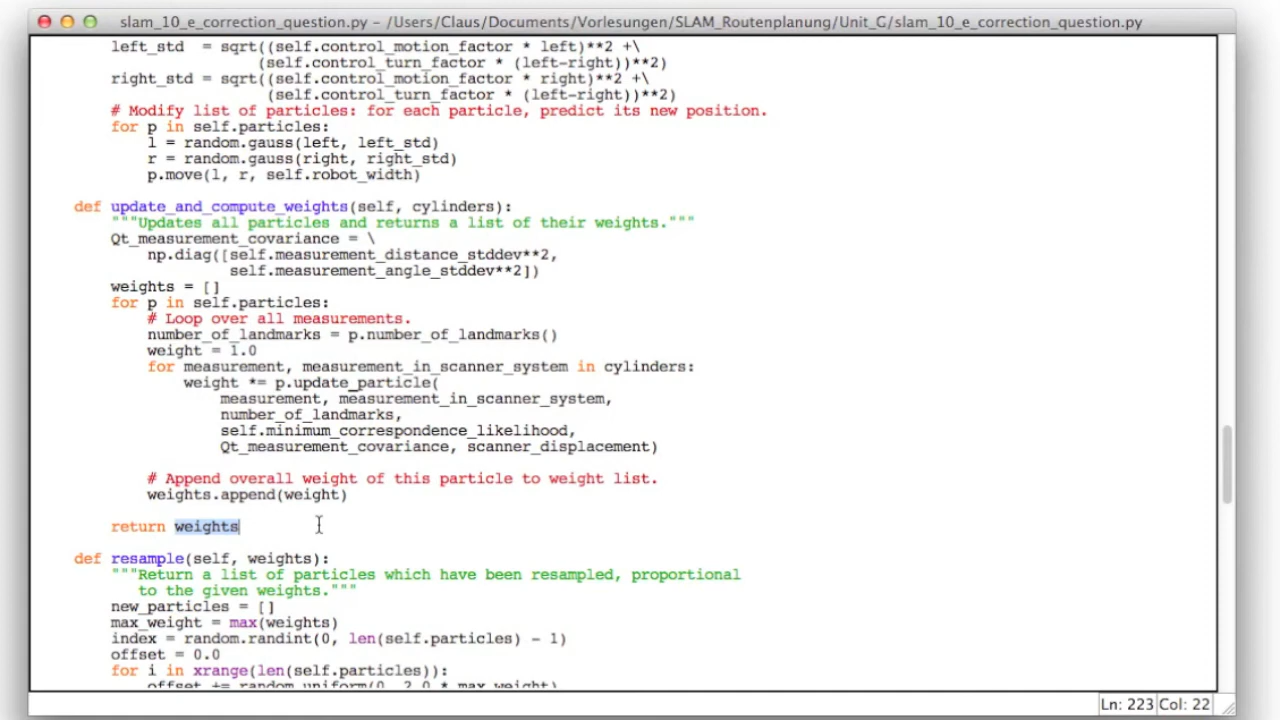 slam_10_e_correction_question.py – /Users/Claus/Documents/Vorlesungen/SLAM_Routenplanung/Unit_G/slam_10_e_correction_question.py
left_std  = sqrt((self.control_motion_factor * left)**2 +\
(self.control_turn_factor * (left-right))**2)
right_std = sqrt((self.control_motion_factor * right)**2 +\
(self.control_turn_factor * (left-right))**2)
# Modify list of particles: for each particle, predict its new position.
for p in self.particles:
l = random.gauss(left, left_std)
r = random.gauss(right, right_std)
p.move(l, r, self.robot_width)
def update_and_compute_weights(self, cylinders):
"""Updates all particles and returns a list of their weights."""
Qt_measurement_covariance = \
np.diag([self.measurement_distance_stddev**2,
self.measurement_angle_stddev**2])
weights = []
for p in self.particles:
# Loop over all measurements.
number_of_landmarks = p.number_of_landmarks()
weight = 1.0
for measurement, measurement_in_scanner_system in cylinders:
weight *= p.update_particle(
measurement, measurement_in_scanner_system,
number_of_landmarks,
self.minimum_correspondence_likelihood,
Qt_measurement_covariance, scanner_displacement)
# Append overall weight of this particle to weight list.
weights.append(weight)
return weights
def resample(self, weights):
"""Return a list of particles which have been resampled, proportional
to the given weights."""
new_particles = []
max_weight = max(weights)
index = random.randint(0, len(self.particles) - 1)
offset = 0.0
for i in xrange(len(self.particles)):
offset += random.uniform(0, 2.0 * max_weight)
Ln: 223 Col: 22